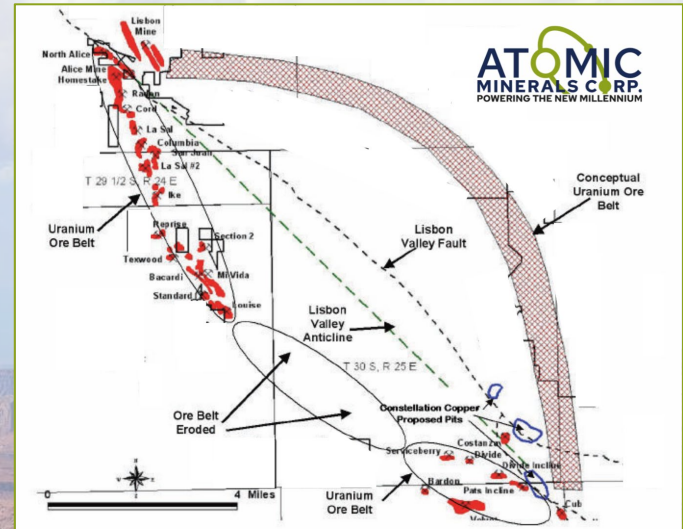 ATOMIC
MINERALS CORP.
POWERING THE NEW MILLENNIUM
Lisbon
Mine
North Alice
Alice Mine
Homestake
Radon
Cord
La Sal
Columbia
San Juan
La Sal #2
T 29 1/2 S, R 24 E
Ike
Uranium
Ore Belt
Reprise
Section 2
Texwood
Bacardi
Mi Vida
Standard
Louise
Conceptual
Uranium Ore
Belt
Lisbon
Valley Fault
Lisbon
Valley
Anticline
T 30 S, R 25 E
Ore Belt
Eroded
Constellation Copper
Proposed Pits
Costanza
Serviceberry
Divide
Divide Incline
Bardon
Pats Incline
Cub
Uranium
Ore Belt
0 4 Miles